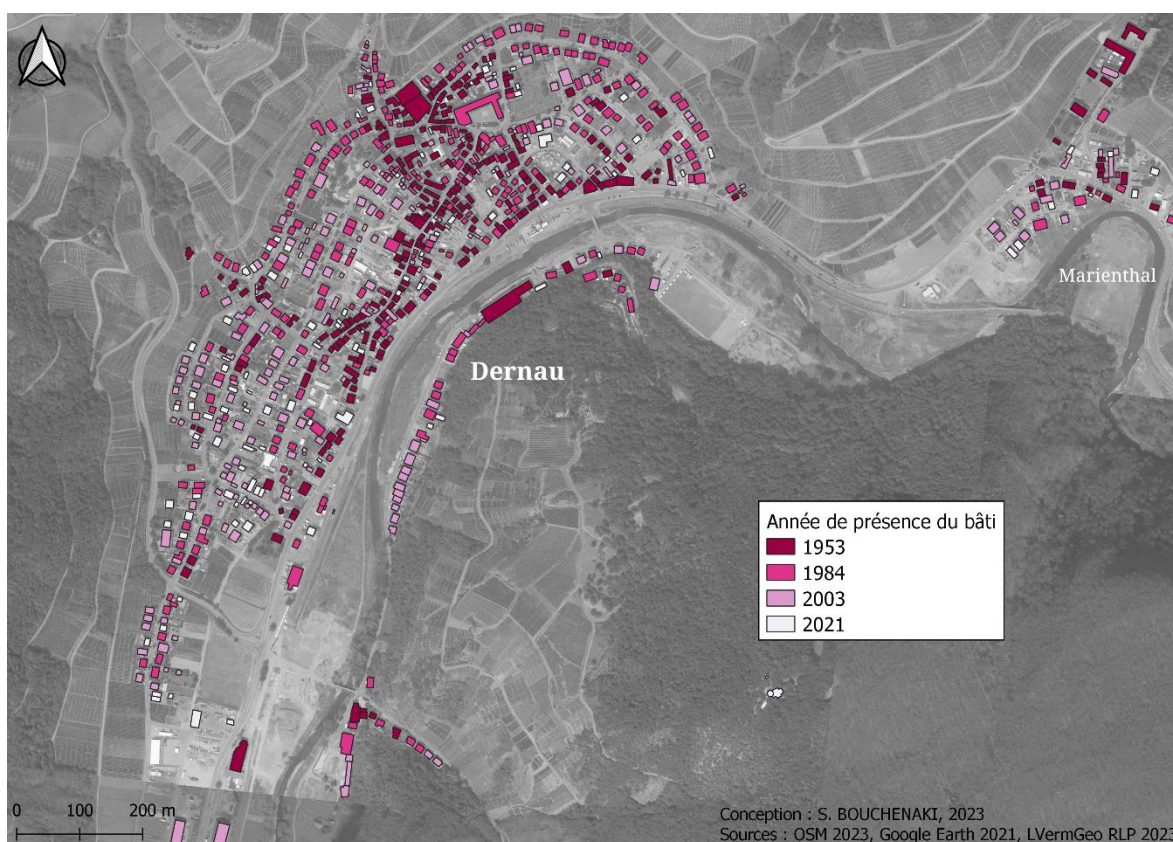 Marienthal
Dernau
Année de présence du bâti
1953
1984
2003
2021
0 100 200 m
Conception : S. BOUCHENAKI, 2023
Sources : OSM 2023, Google Earth 2021, LVermGeo RLP 2023